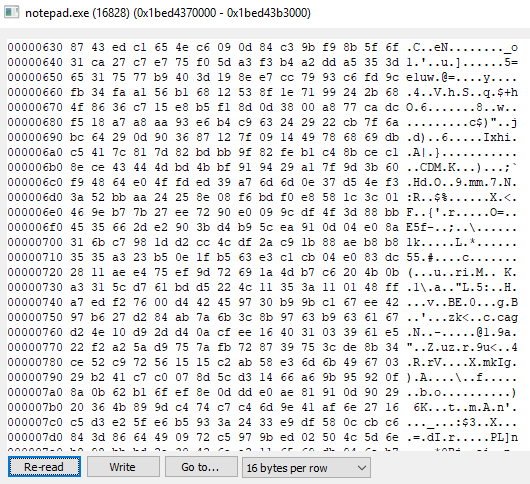 notepad.exe (16828) (0x1bed4370000 - 0x1bed43b3000)
00000630 87 43 ed c1 65 4e c6 09 0d 84 c3 9b f9 8b 5f 6f .C..eN........_o
00000640 31 ca 27 c7 e7 75 f0 5d a3 f3 b4 a2 dd a5 35 3d 1.'..u.]......5=
00000650 65 31 75 77 b9 40 3d 19 8e e7 cc 79 93 c6 fd 9c e1uw.@=....y....
00000660 fb 34 fa a1 56 b1 68 12 53 8f 1e 71 99 24 2b 68 .4..V.h.S..q.$+h
00000670 4f 86 36 c7 15 e8 b5 f1 8d 0d 38 00 a8 77 ca dc O.6.......8..w..
00000680 f5 18 a7 a8 aa 93 e6 b4 c9 63 24 29 22 cb 7f 6a .........c$)"..j
00000690 bc 64 29 0d 90 36 87 12 7f 09 14 49 78 68 69 db .d)..6.....Ixhi.
000006a0 c5 41 7c 81 7d 82 bd bb 9f 82 fe b1 c4 8b ce c1 .A|.}...........
000006b0 8e ce 43 44 4d bd 4b bf 91 94 29 a1 7f 9d 3b 60 ..CDM.K...)...;`
000006c0 f9 48 64 e0 4f fd ed 39 a7 6d 6d 0e 37 d5 4e f3 .Hd.O..9.mm.7.N.
000006d0 3a 52 bb aa 24 25 8e 08 f6 bd f0 e8 58 1c 3c 01 :R..$%......X.<.
000006e0 46 9e b7 7b 27 ee 72 90 e0 09 9c df 4f 3d 88 bb F..{'.r.....O=..
000006f0 45 35 66 2d e2 90 3b d4 b9 5c ea 91 0d 04 e0 8a E5f-..;..\......
00000700 31 6b c7 98 1d d2 cc 4c df 2a c9 1b 88 ae b8 b8 1k.....L.*......
00000710 35 35 a3 23 b5 0e 1f b5 63 e3 c1 cb 04 e0 83 dc 55.#....c.......
00000720 28 11 ae e4 75 ef 9d 72 69 1a 4d b7 c6 20 4b 0b (...u..ri.M.. K.
00000730 a3 31 5c d7 61 bd d5 22 4c 11 35 3a 11 01 48 ff .1\.a.."L.5:..H.
00000740 a7 ed f2 76 00 d4 42 45 97 30 b9 9b c1 67 ee 42 ...v..BE.0...g.B
00000750 97 b6 27 d2 84 ab 7a 6b 3c 8b 97 63 b9 63 61 67 ..'...zk<..c.cag
00000760 d2 4e 10 d9 2d d4 0a cf ee 16 40 31 03 39 61 e5 .N..-.....@1.9a.
00000770 22 f2 a2 5a d9 75 7a fb 72 87 39 75 3c de 8b 34 "..Z.uz.r.9u<..4
00000780 ce 52 c9 72 56 15 15 c2 ab 58 e3 6d 6b 49 67 03 .R.rV....X.mkIg.
00000790 29 b2 41 c7 c0 07 8d 5c d3 14 66 a6 9b 95 92 0f ).A....\..f.....
000007a0 8a 0b 62 b1 6f ef 8e 0d dd e0 ae 81 91 0d 90 29 ..b.o..........)
000007b0 20 36 4b 89 9d c4 74 c7 c4 6d 9e 41 af 6e 27 16  6K...t..m.A.n'.
000007c0 c5 d3 e2 5f e6 b5 93 3a 24 33 e9 df 58 0c cb c6 ..._...:$3..X...
000007d0 84 3d 86 64 49 09 72 c5 97 9b ed 02 50 4c 5d 6e .=.dI.r.....PL]n
Re-read Write Go to... 16 bytes per row